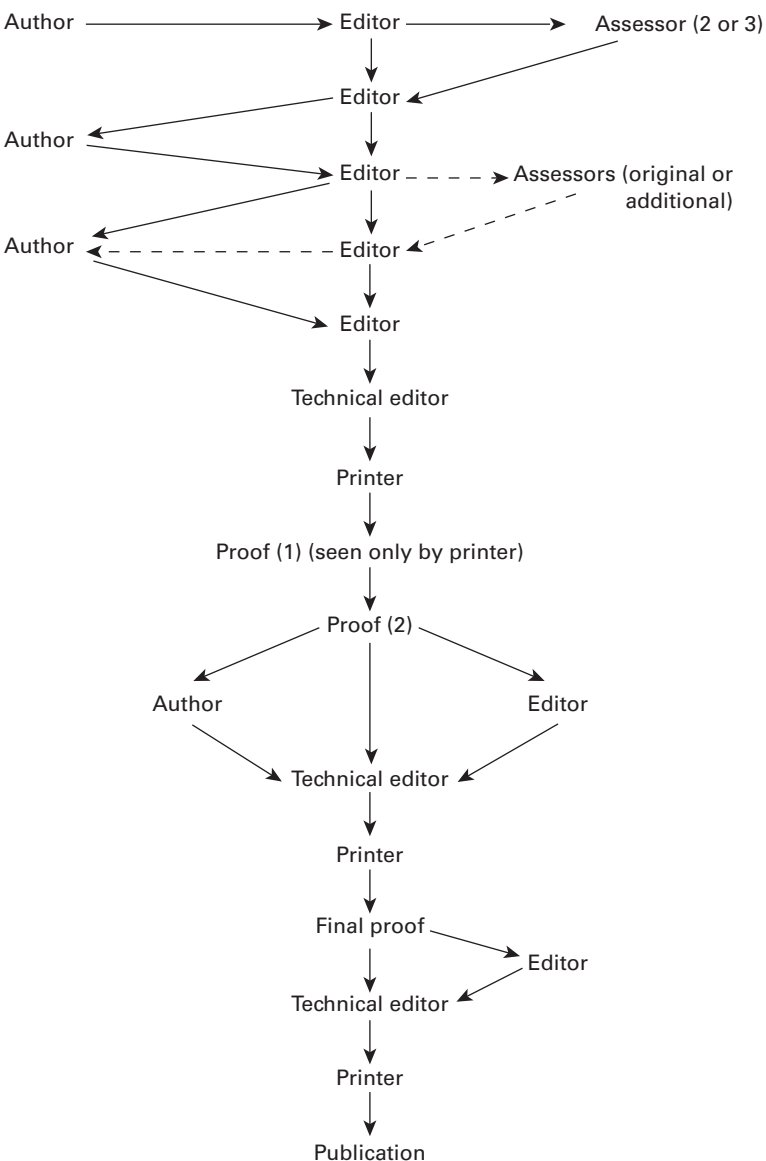 Author Editor Assessor (2 or 3)
Editor
Author
Editor Assessors (original or
additional)
Author Editor
Editor
Technical editor
Printer
Proof (1) (seen only by printer)
Proof (2)
Author Editor
Technical editor
Printer
Final proof
Editor
Technical editor
Printer
Publication